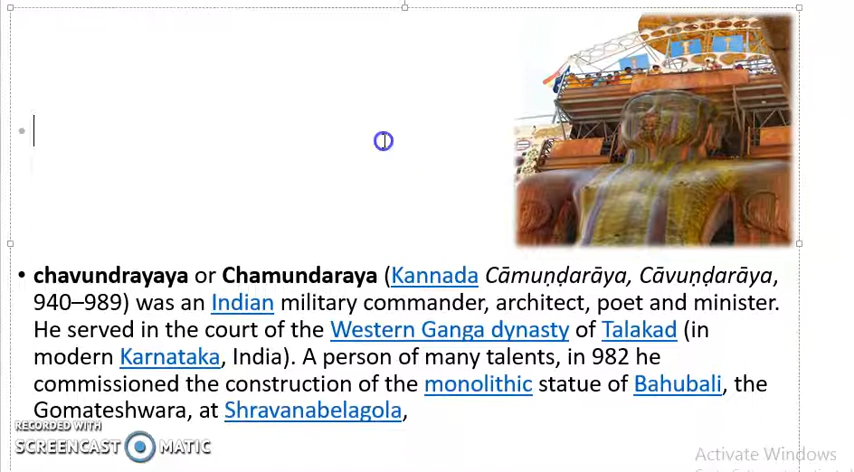 • chavundrayaya or Chamundaraya (Kannada Cāmuṇḍarāya, Cāvuṇḍarāya,
940–989) was an Indian military commander, architect, poet and minister.
He served in the court of the Western Ganga dynasty of Talakad (in
modern Karnataka, India). A person of many talents, in 982 he
commissioned the construction of the monolithic statue of Bahubali, the
Gomateshwara, at Shravanabelagola,
RECORDED WITH
SCREENCAST MATIC
Activate Windows